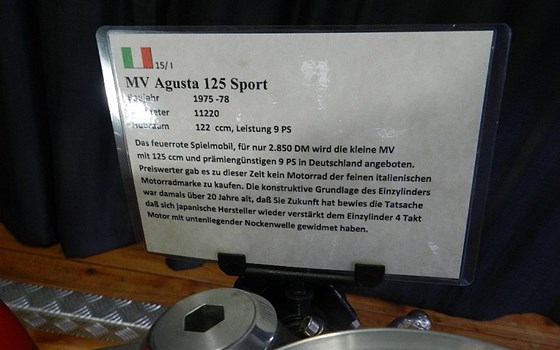 15/ I
MV Agusta 125 Sport
Baujahr 1975 -78
11220
Hubraum 122 ccm, Leistung 9 PS
Das feuerrote Spielmobil, für nur 2.850 DM wird die kleine MV
mit 125 ccm und prämiengünstigen 9 PS in Deutschland angeboten.
Preiswerter gab es zu dieser Zeit kein Motorrad der feinen italienischen
Motorradmarke zu kaufen. Die konstruktive Grundlage des Einzylinders
war damals über 20 Jahre alt, daß Sie Zukunft hat bewies die Tatsache
daß sich japanische Hersteller wieder verstärkt dem Einzylinder 4 Takt
Motor mit untenliegender Nockenwelle gewidmet haben.